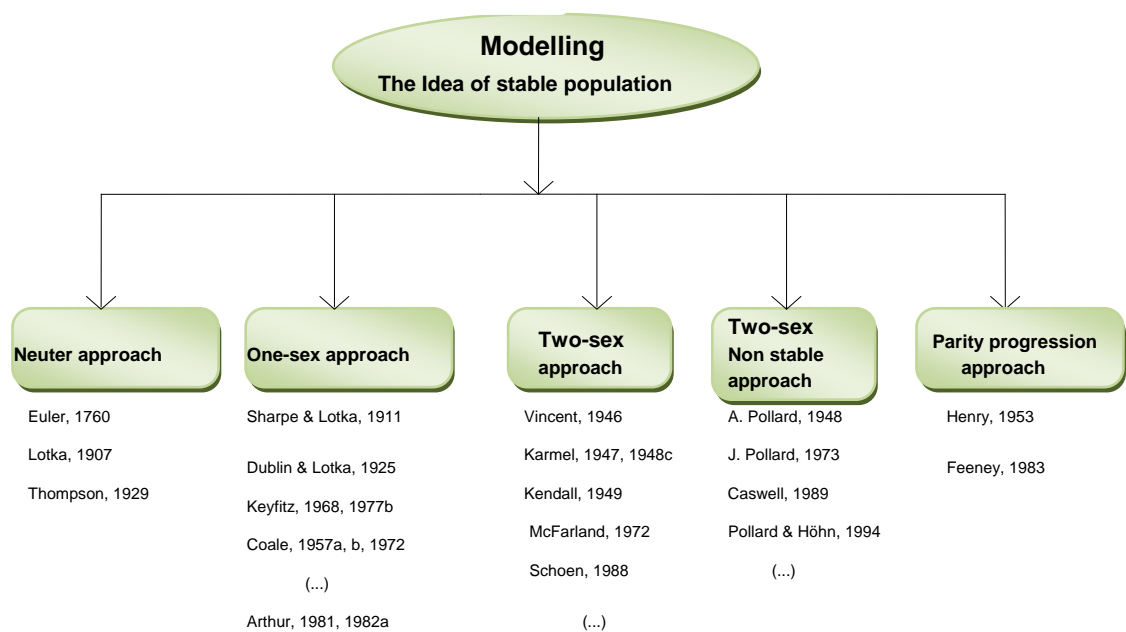 Modelling
The Idea of stable population
Neuter approach
Euler, 1760
Lotka, 1907
Thompson, 1929
One-sex approach
Sharpe & Lotka, 1911
Dublin & Lotka, 1925
Keyfitz, 1968, 1977b
Coale, 1957a, b, 1972
(...)
Arthur, 1981, 1982a
Two-sex
approach
Vincent, 1946
Karmel, 1947, 1948c
Kendall, 1949
McFarland, 1972
Schoen, 1988
(...)
Two-sex
Non stable
approach
A. Pollard, 1948
J. Pollard, 1973
Caswell, 1989
Pollard & Höhn, 1994
(...)
Parity progression
approach
Henry, 1953
Feeney, 1983